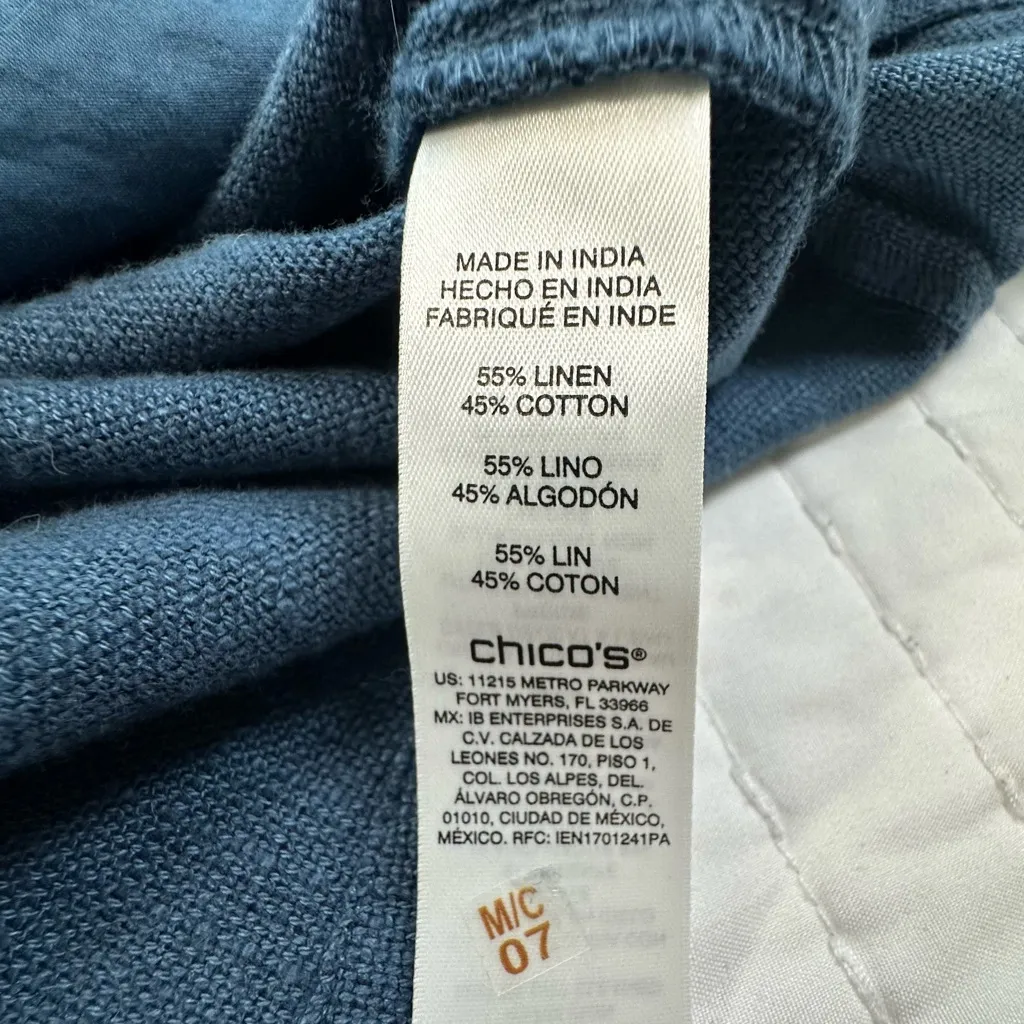 MADE IN INDIA
HECHO EN INDIA
FABRIQUÉ EN INDE
55% LINEN
45% COTTON
55% LINO
45% ALGODÓN
55% LIN
45% COTON
chico's®
US: 11215 METRO PARKWAY
FORT MYERS, FL 33966
MX: IB ENTERPRISES S.A. DE
C.V. CALZADA DE LOS
LEONES NO. 170, PISO 1,
COL. LOS ALPES, DEL.
ÁLVARO OBREGÓN, C.P.
01010, CIUDAD DE MÉXICO,
MÉXICO. RFC: IEN1701241PA
M/C
07